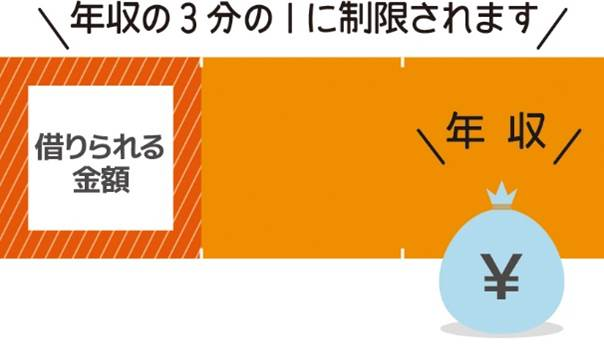 年収の3分の1に制限されます
借りられる
金額
年収
¥